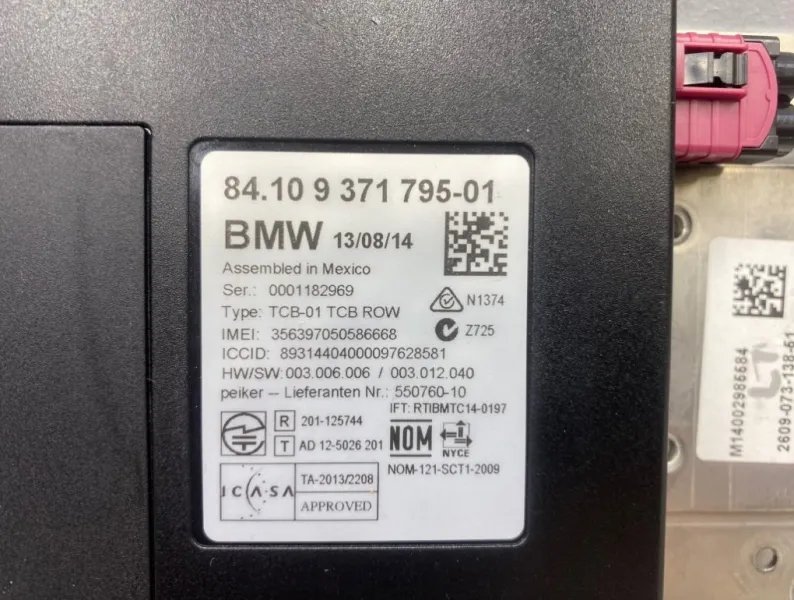 84.10 9 371 795-01
BMW 13/08/14
Assembled in Mexico
Ser.: 0001182969
N1374
Type: TCB-01 TCB ROW
Z725
IMEI: 356397050586668
ICCID: 89314404000097628581
HW/SW: 003.006.006 / 003.012.040
peiker – Lieferanten Nr.: 550760-10
IFT: RTIBMTC14-0197
R 201-125744
T AD 12-5026 201
NOM
NYCE
NOM-121-SCT1-2009
ICASA
TA-2013/2208
APPROVED
M14002985684
2609-073-138-51